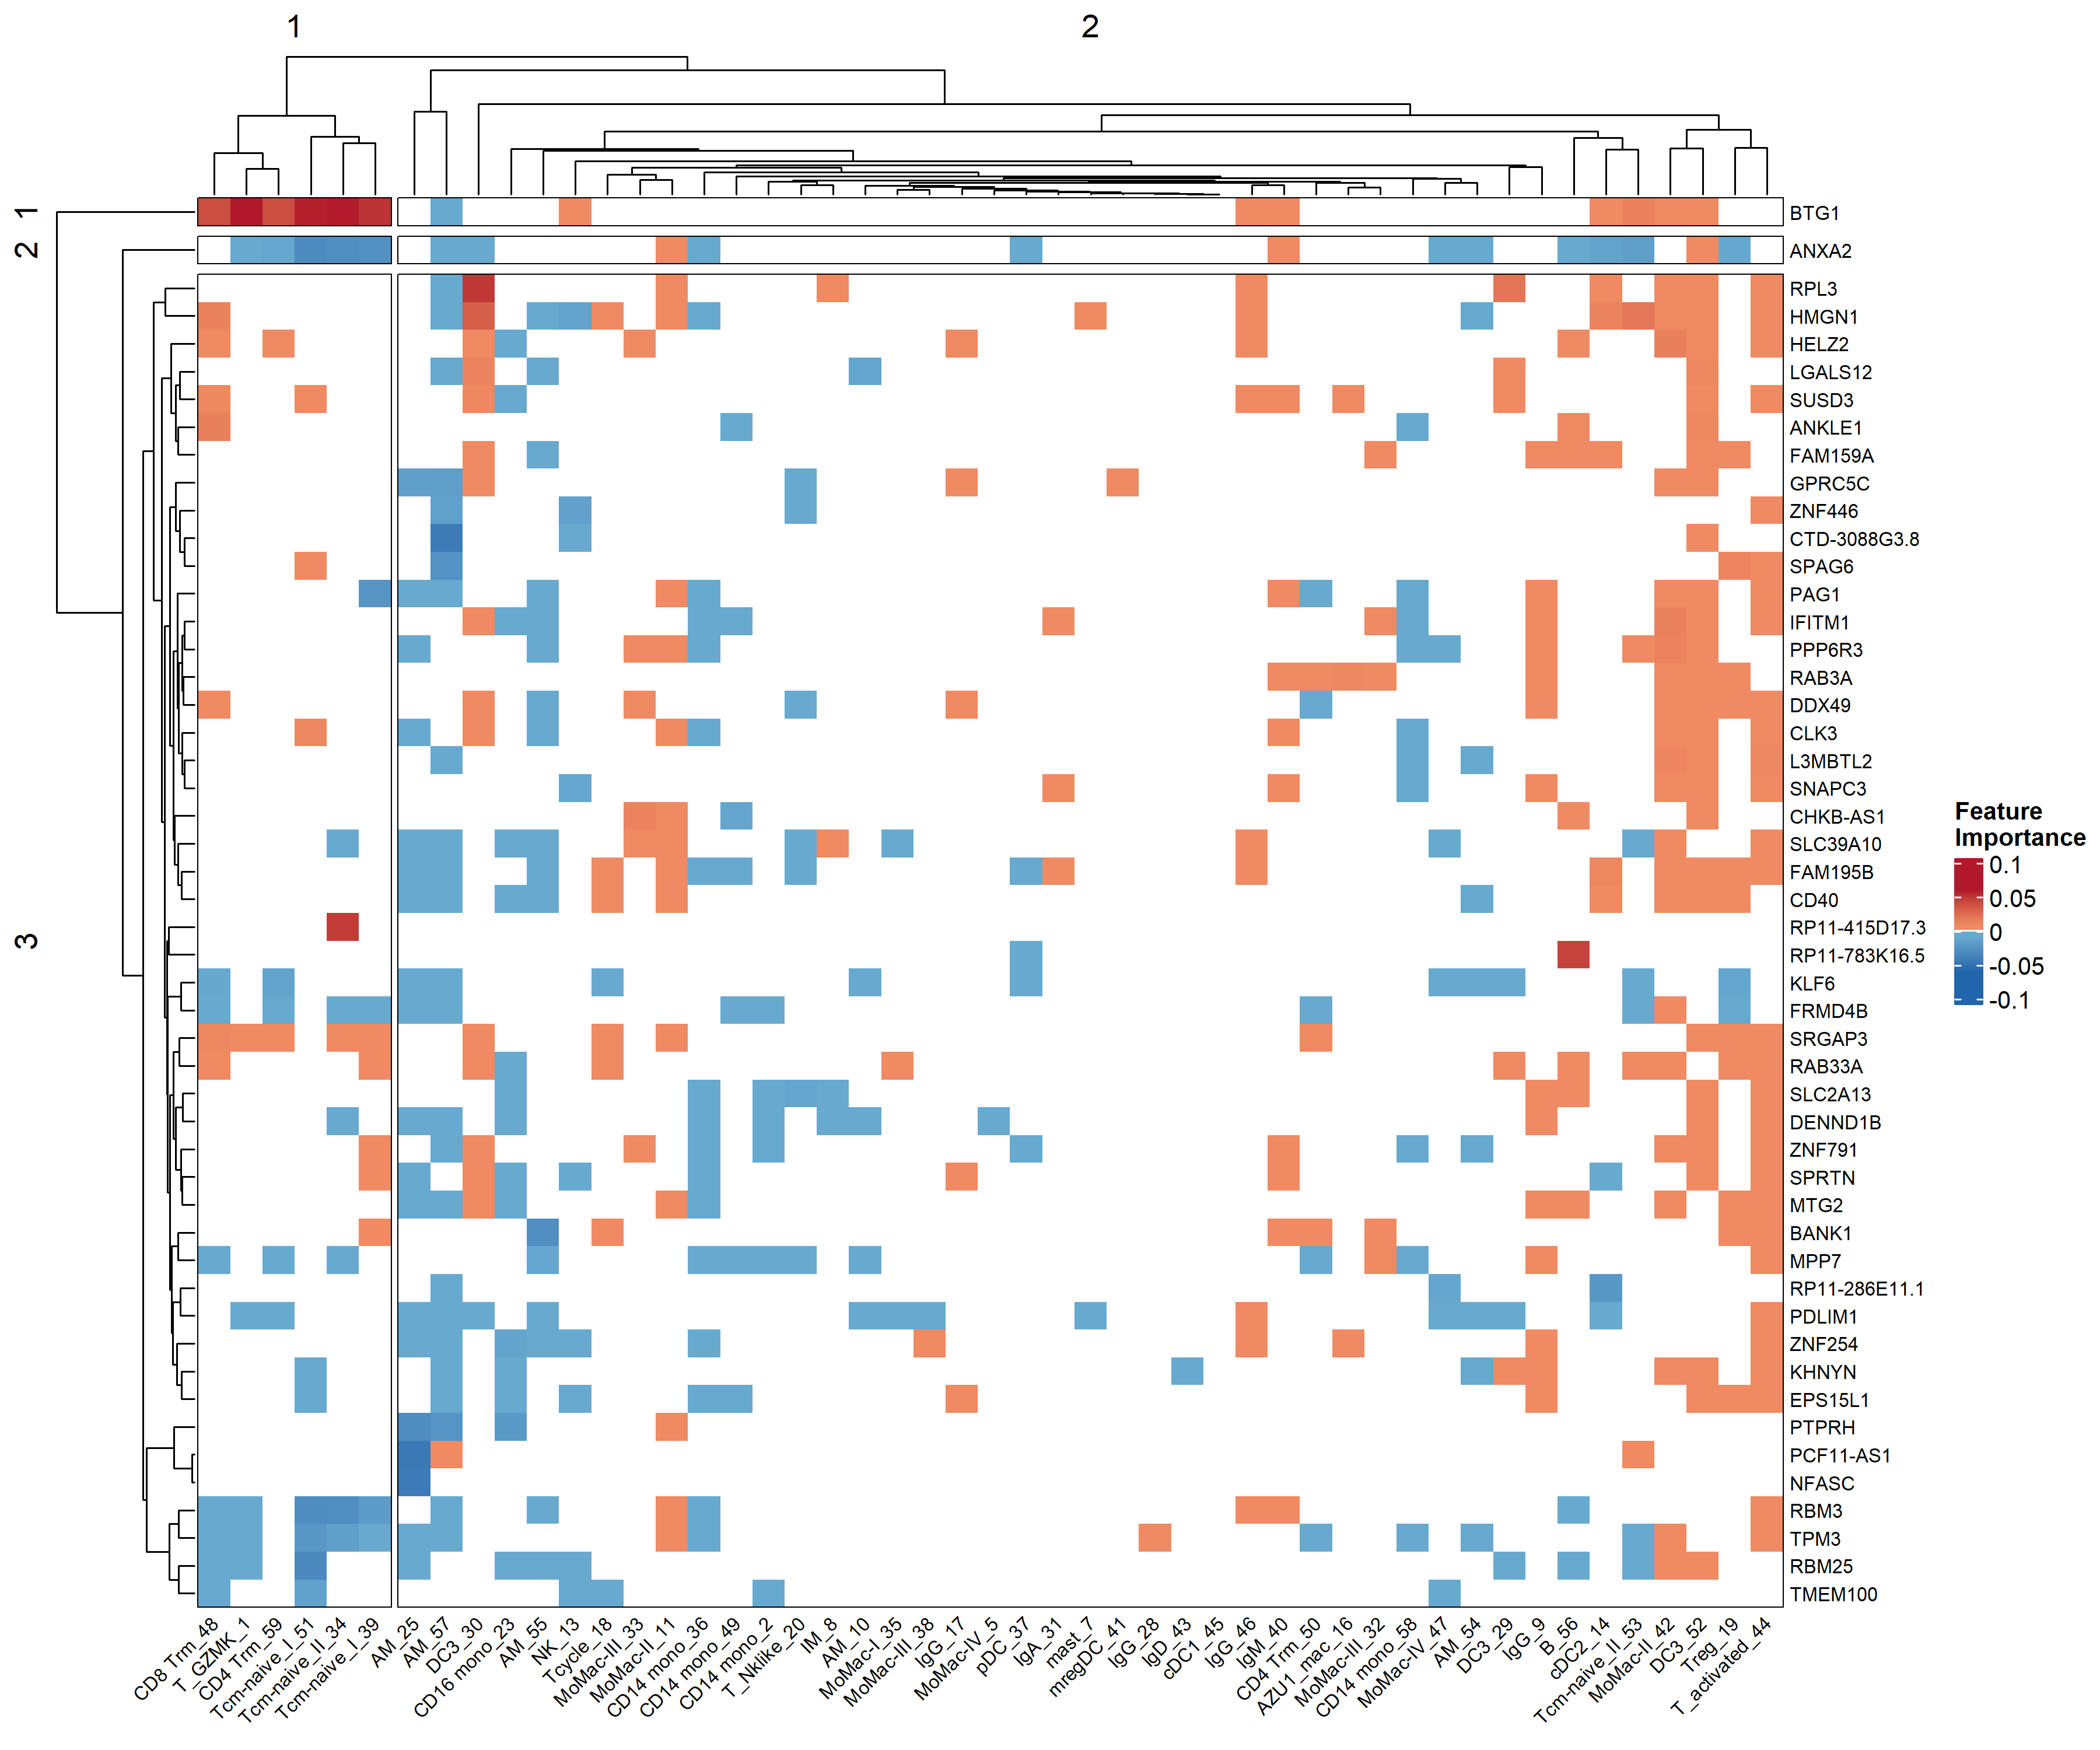 1
2
1
2
3
BTG1
ANXA2
RPL3
HMGN1
HELZ2
LGALS12
SUSD3
ANKLE1
FAM159A
GPRC5C
ZNF446
CTD-3088G3.8
SPAG6
PAG1
IFITM1
PPP6R3
RAB3A
DDX49
CLK3
L3MBTL2
SNAPC3
CHKB-AS1
SLC39A10
FAM195B
CD40
RP11-415D17.3
RP11-783K16.5
KLF6
FRMD4B
SRGAP3
RAB33A
SLC2A13
DENND1B
ZNF791
SPRTN
MTG2
BANK1
MPP7
RP11-286E11.1
PDLIM1
ZNF254
KHNYN
EPS15L1
PTPRH
PCF11-AS1
NFASC
RBM3
TPM3
RBM25
TMEM100
Feature
Importance
0.1
0.05
0
-0.05
-0.1
CD8 Trm_48
T_GZMK_1
CD4 Trm_59
Tcm-naive_I_51
Tcm-naive_II_34
Tcm-naive_I_39
AM_25
AM_57
DC3_30
CD16 mono_23
AM_55
NK_13
Tcycle_18
MoMac-III_33
MoMac-II_11
CD14 mono_36
CD14 mono_49
CD14 mono_2
T_Nklike_20
IM_8
AM_10
MoMac-I_35
MoMac-III_38
IgG_17
MoMac-IV_5
pDC_37
IgA_31
mast_7
mregDC_41
IgG_28
IgD_43
cDC1_45
IgG_46
IgM_40
CD4 Trm_50
AZU1_mac_16
MoMac-III_32
CD14 mono_58
MoMac-IV_47
AM_54
DC3_29
IgG_9
B_56
cDC2_14
Tcm-naive_II_53
MoMac-II_42
DC3_52
Treg_19
T_activated_44